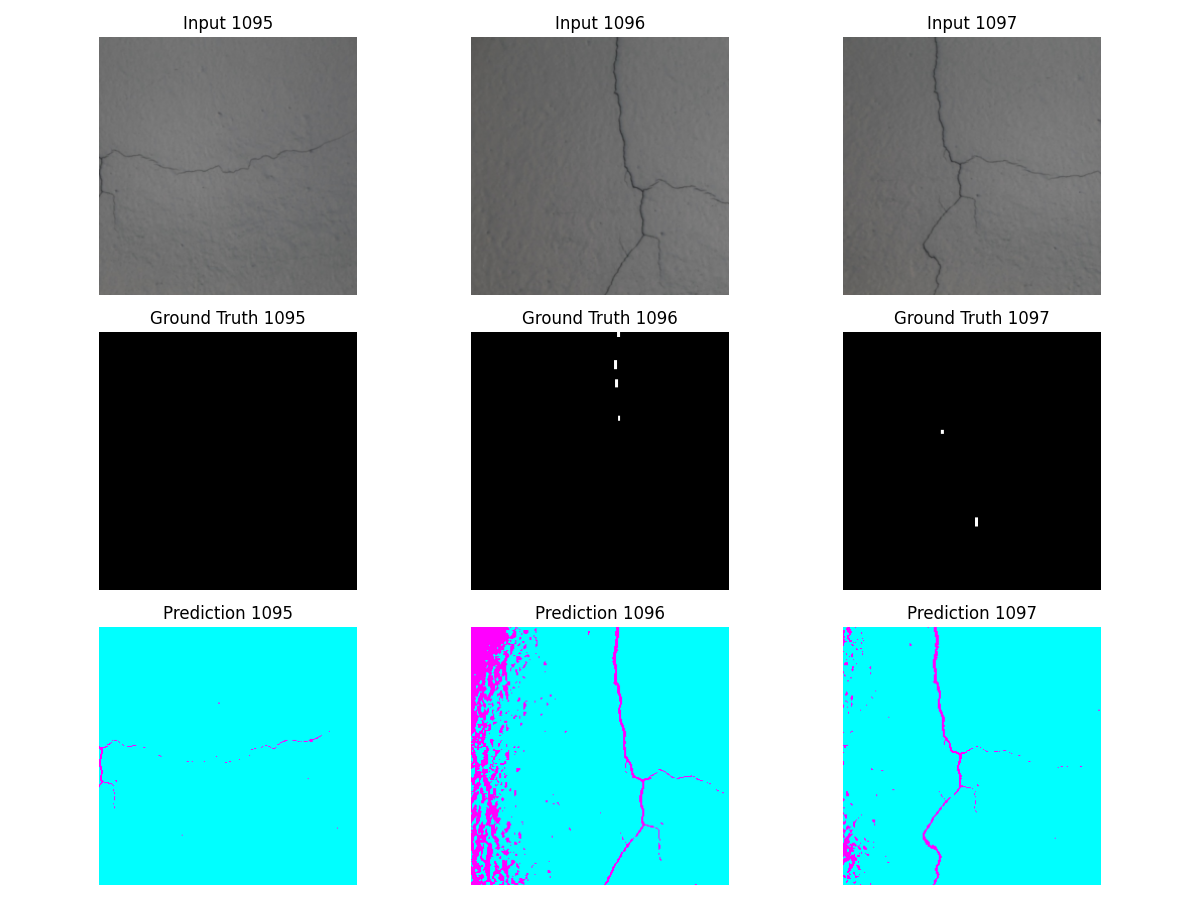 Input 1095
Input 1096
Input 1097
Ground Truth 1095
Ground Truth 1096
Ground Truth 1097
Prediction 1095
Prediction 1096
Prediction 1097